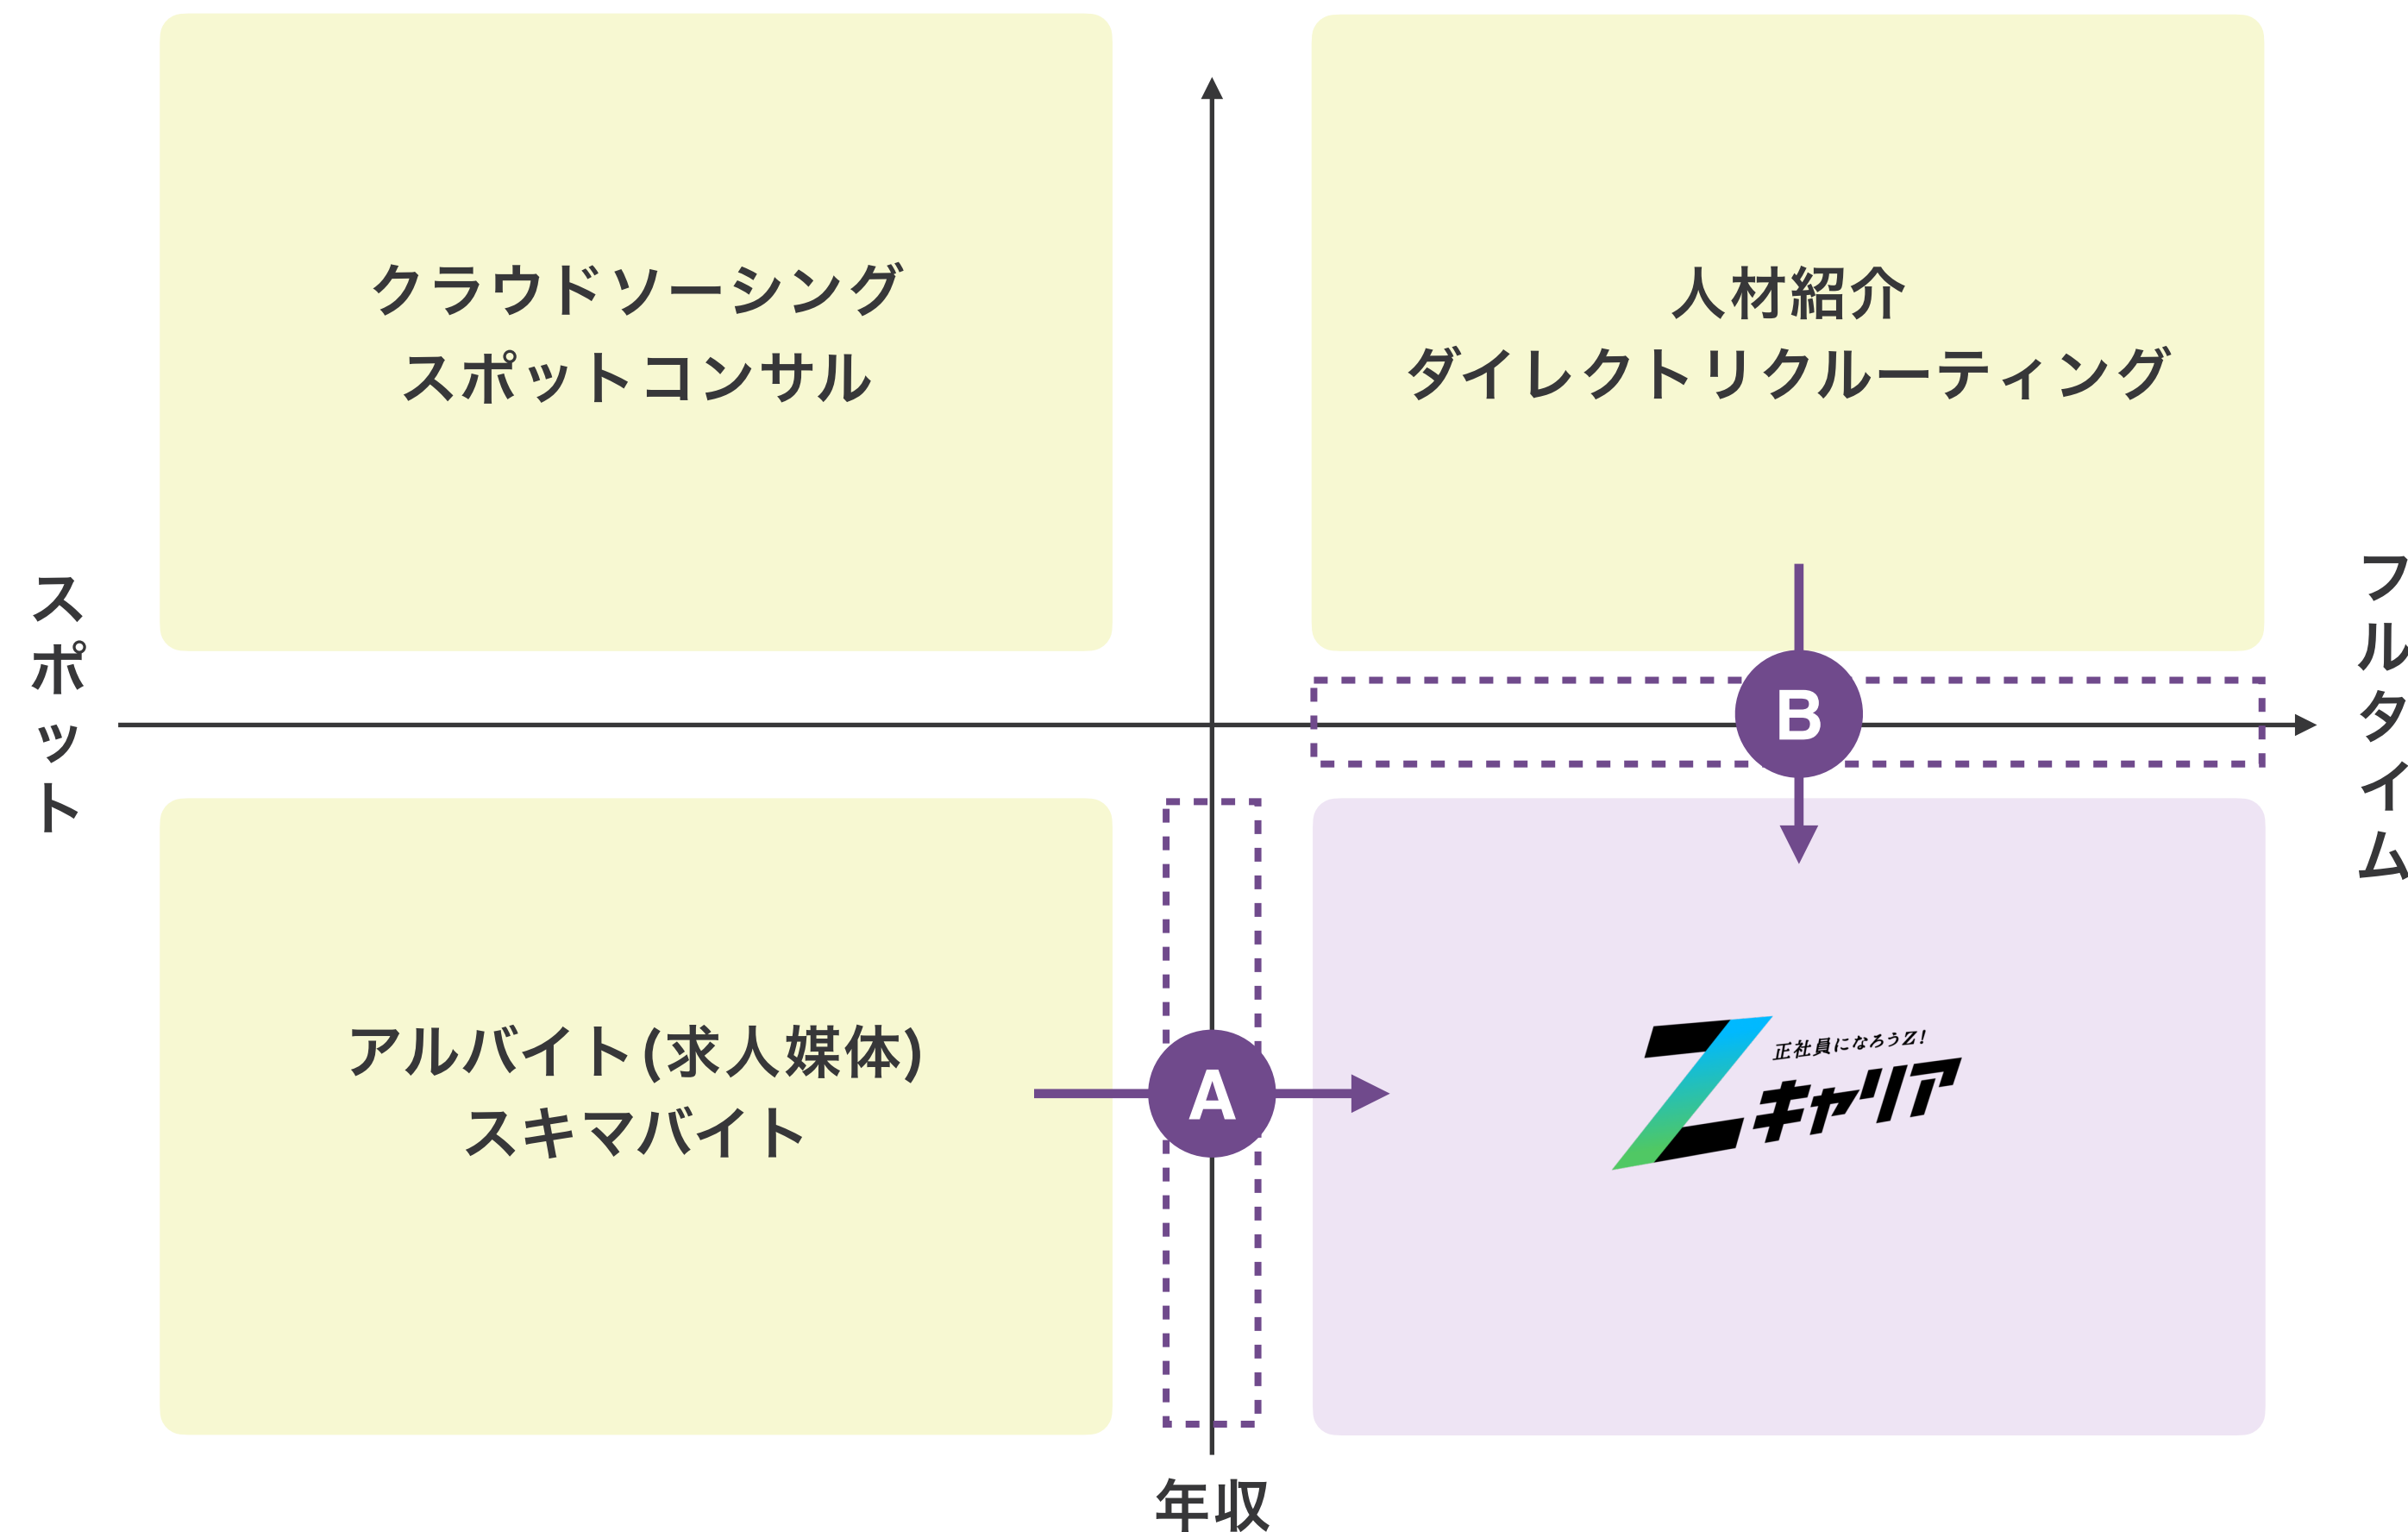 クラウドソーシング
スポットコンサル
人材紹介
ダイレクトリクルーティング
スポット
フルタイム
B
アルバイト(求人媒体)
スキマバイト
A
正社員になろうZ!
Zキャリア
年収